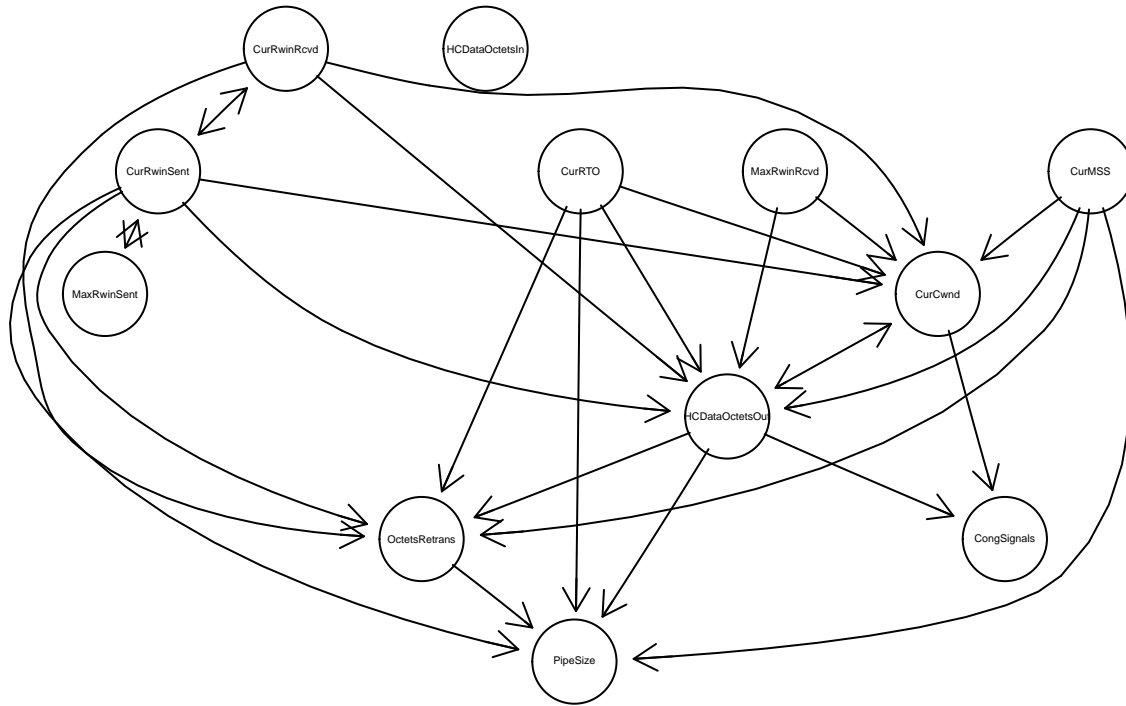 CurRwinRcvd
HCDataOctetsIn
CurRwinSent
CurRTO
MaxRwinRcvd
CurMSS
MaxRwinSent
CurCwnd
HCDataOctetsOut
OctetsRetrans
CongSignals
PipeSize